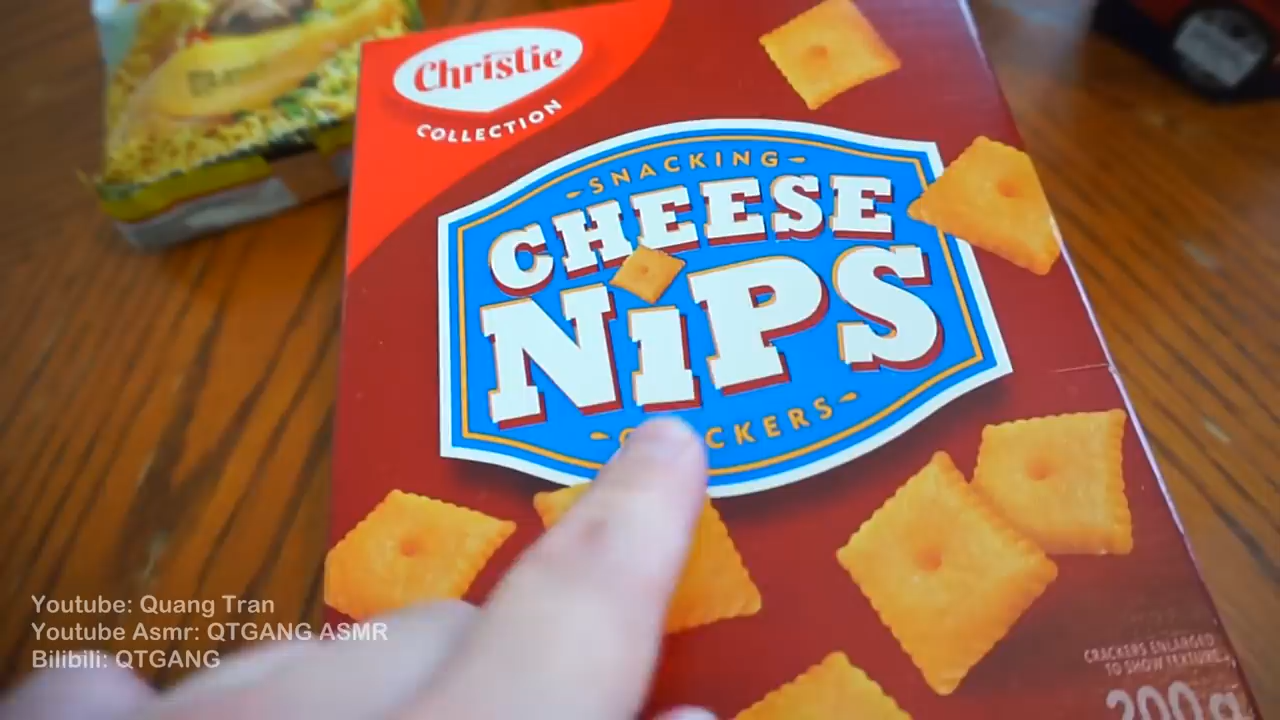 Christie
COLLECTION
SNACKING
CHEESE
NiPS
CKERS
CRACKERS ENLARGED
TO SHOW TEXTURE
200g
Youtube: Quang Tran
Youtube Asmr: QTGANG ASMR
Bilibili: QTGANG